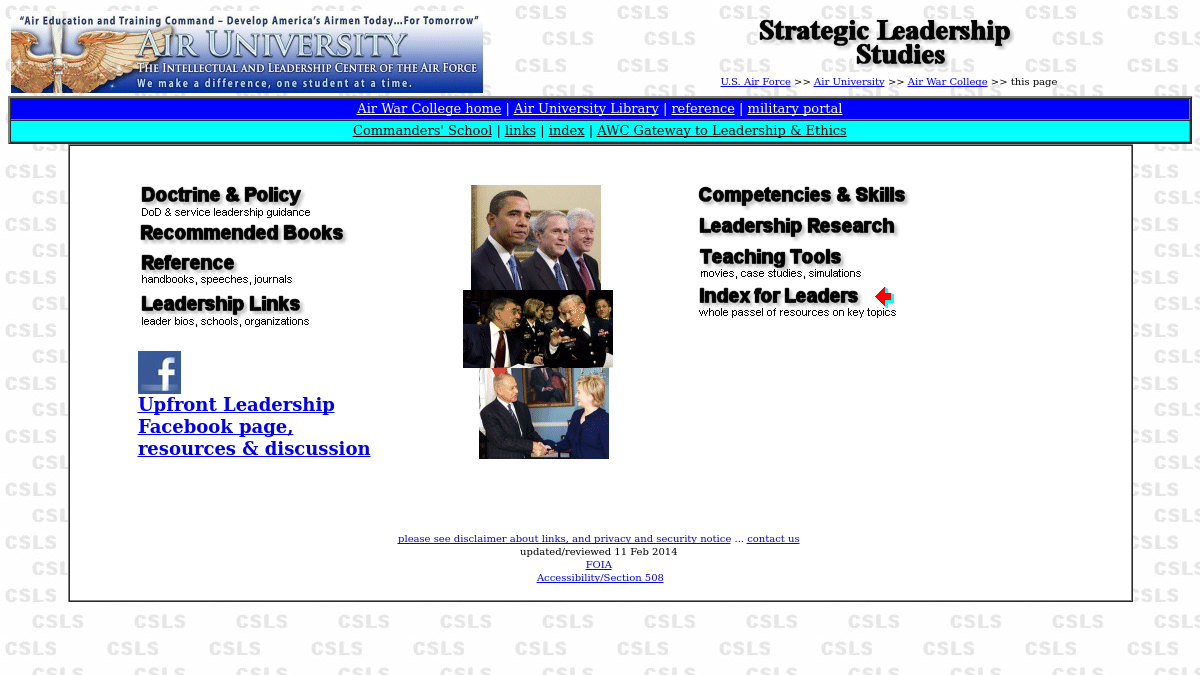 "Air Education and Training Command – Develop America's Airmen Today...For Tomorrow"
AIR UNIVERSITY
THE INTELLECTUAL AND LEADERSHIP CENTER OF THE AIR FORCE
We make a difference, one student at a time.
Strategic Leadership
Studies
U.S. Air Force >> Air University >> Air War College >> this page
Air War College home | Air University Library | reference | military portal
Commanders' School | links | index | AWC Gateway to Leadership & Ethics
Doctrine & Policy
DoD & service leadership guidance
Recommended Books
Reference
handbooks, speeches, journals
Leadership Links
leader bios, schools, organizations
f
Upfront Leadership
Facebook page,
resources & discussion
Competencies & Skills
Leadership Research
Teaching Tools
movies, case studies, simulations
Index for Leaders
whole passel of resources on key topics
please see disclaimer about links, and privacy and security notice ... contact us
updated/reviewed 11 Feb 2014
FOIA
Accessibility/Section 508
CSLS